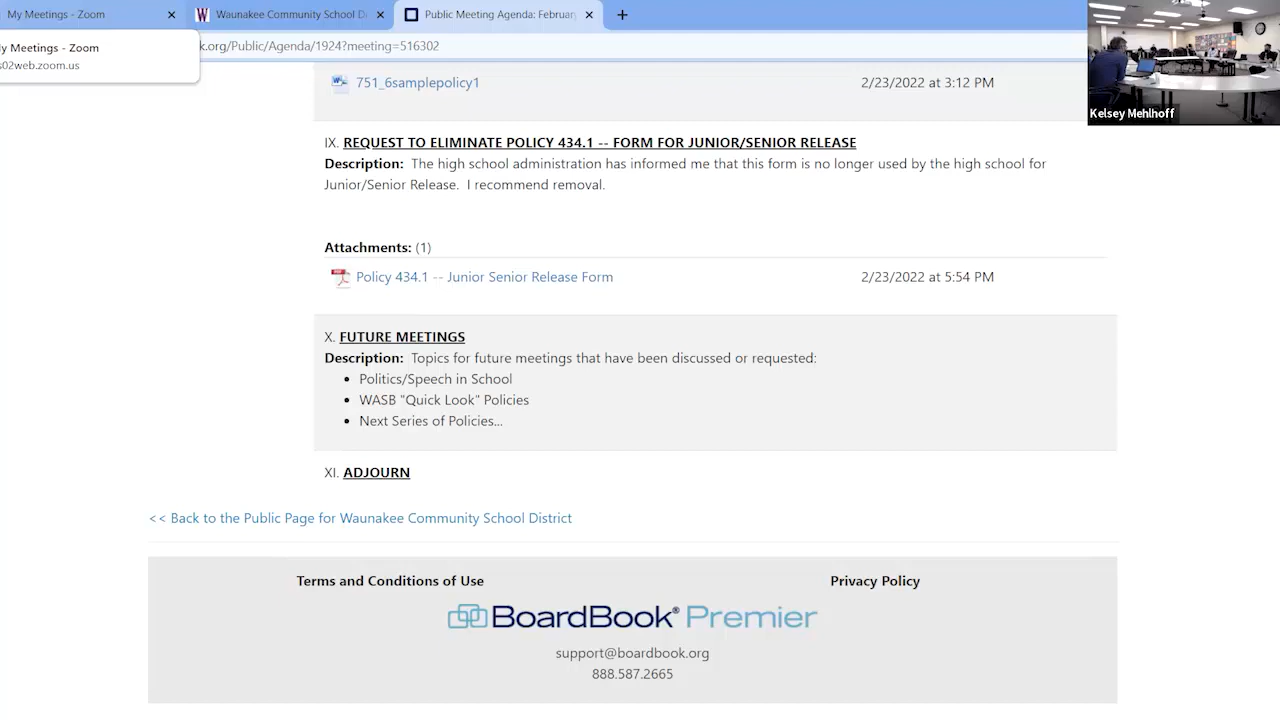 My Meetings - Zoom
Waunakee Community School D
Public Meeting Agenda: February
y Meetings - Zoom
s02web.zoom.us
k.org/Public/Agenda/1924?meeting=516302
Kelsey Mehlhoff
751_6samplepolicy1 2/23/2022 at 3:12 PM
IX. REQUEST TO ELIMINATE POLICY 434.1 -- FORM FOR JUNIOR/SENIOR RELEASE
Description: The high school administration has informed me that this form is no longer used by the high school for
Junior/Senior Release. I recommend removal.
Attachments: (1)
Policy 434.1 -- Junior Senior Release Form 2/23/2022 at 5:54 PM
X. FUTURE MEETINGS
Description: Topics for future meetings that have been discussed or requested:
• Politics/Speech in School
• WASB "Quick Look" Policies
• Next Series of Policies...
XI. ADJOURN
<< Back to the Public Page for Waunakee Community School District
Terms and Conditions of Use Privacy Policy
BoardBook® Premier
support@boardbook.org
888.587.2665